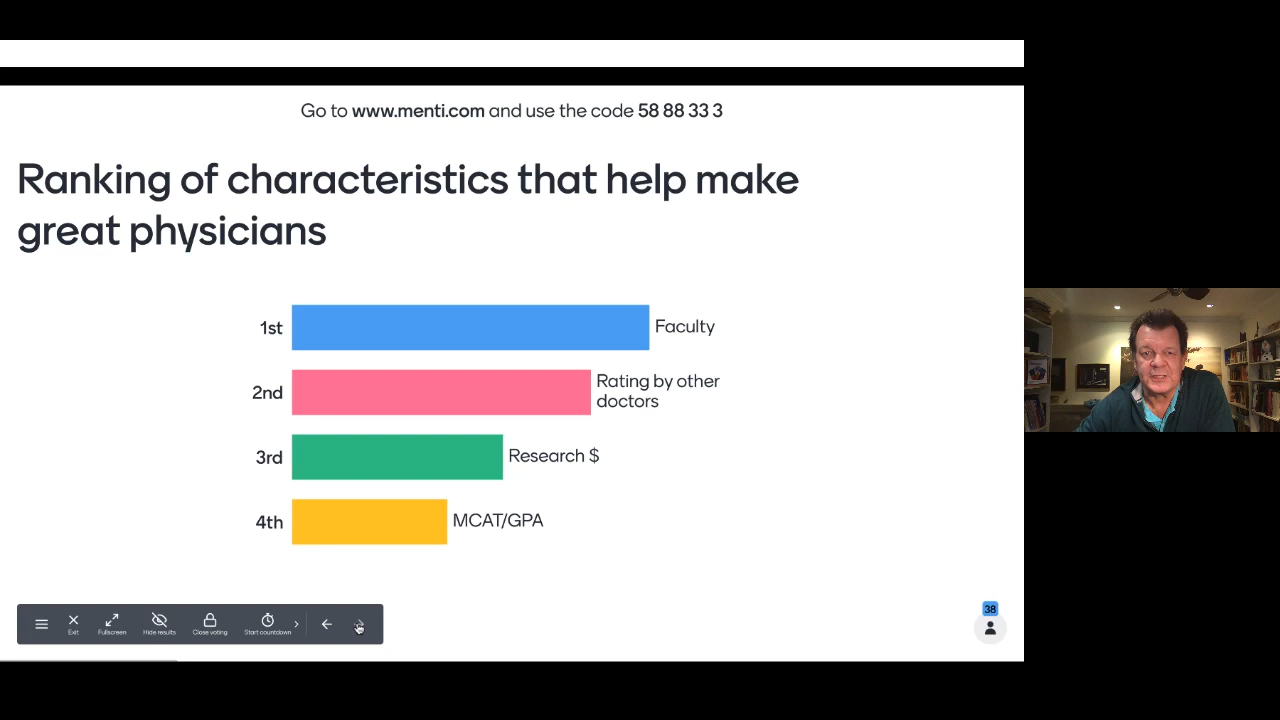 Go to www.menti.com and use the code 58 88 33 3
Ranking of characteristics that help make
great physicians
1st
Faculty
2nd
Rating by other
doctors
3rd
Research $
4th
MCAT/GPA
Exit
Fullscreen
Hide results
Close voting
Start countdown
38